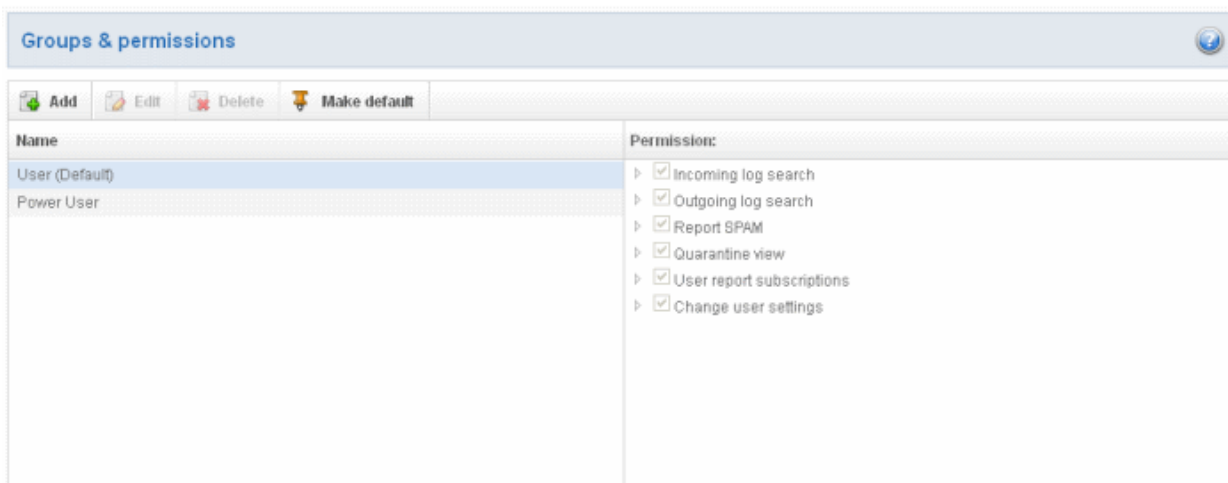 Groups & permissions
Add Edit Delete Make default
Name Permission:
User (Default)
Power User
Incoming log search
Outgoing log search
Report SPAM
Quarantine view
User report subscriptions
Change user settings